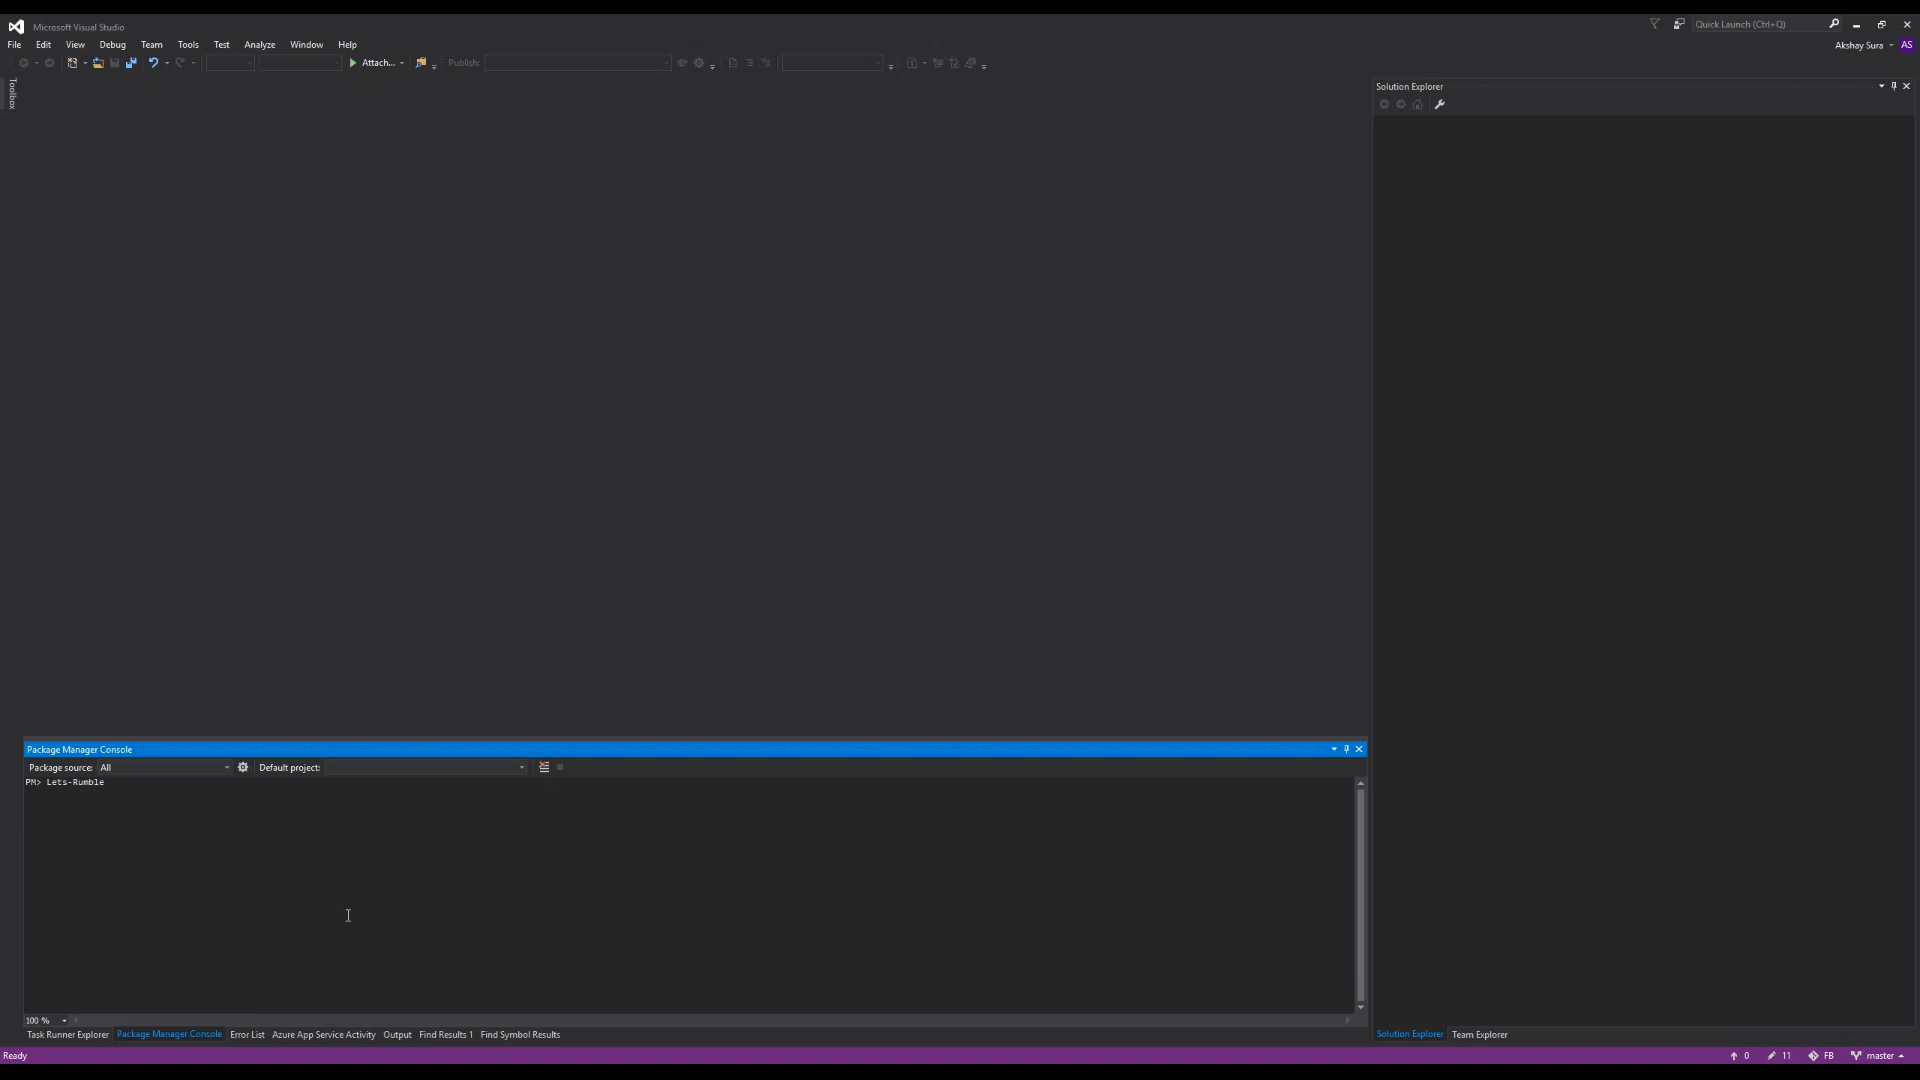 Microsoft Visual Studio
Quick Launch (Ctrl+Q)
File Edit View Debug Team Tools Test Analyze Window Help
Akshay Sura AS
Attach... Publish:
Toolbox
Solution Explorer
Package Manager Console
Package source: All Default project:
PM> Lets-Rumble
100 %
Task Runner Explorer Package Manager Console Error List Azure App Service Activity Output Find Results 1 Find Symbol Results
Solution Explorer Team Explorer
Ready
0 11 FB master